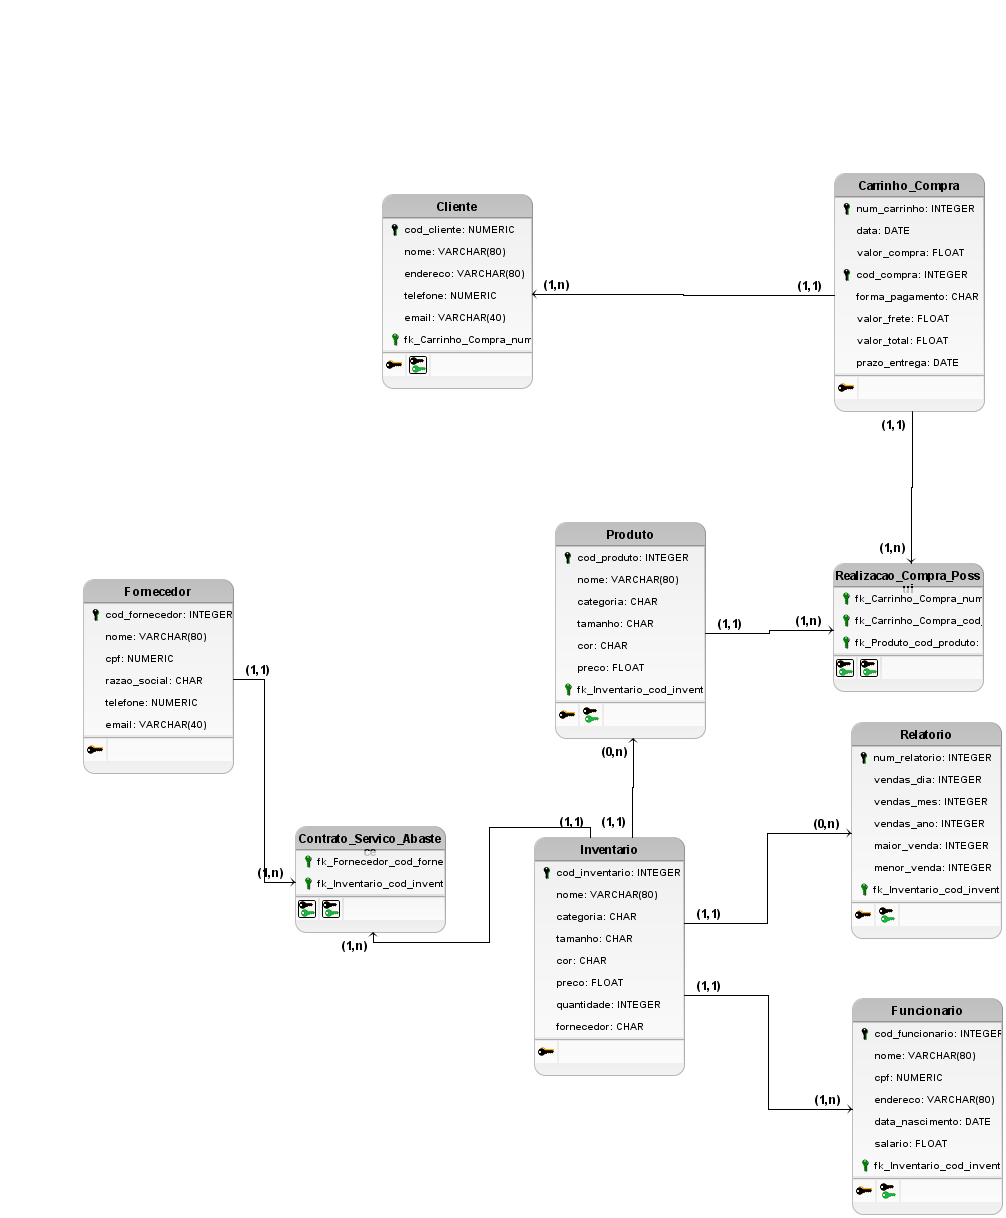 Carrinho_Compra
num_carrinho: INTEGER
data: DATE
valor_compra: FLOAT
cod_compra: INTEGER
forma_pagamento: CHAR
valor_frete: FLOAT
valor_total: FLOAT
prazo_entrega: DATE
Cliente
cod_cliente: NUMERIC
nome: VARCHAR(80)
endereco: VARCHAR(80)
telefone: NUMERIC
email: VARCHAR(40)
fk_Carrinho_Compra_num
(1,n)
(1,1)
(1,1)
(1,n)
Produto
cod_produto: INTEGER
nome: VARCHAR(80)
categoria: CHAR
tamanho: CHAR
cor: CHAR
preco: FLOAT
fk_Inventario_cod_invent
(1,1)
(1,n)
Realizacao_Compra_Poss
ui
fk_Carrinho_Compra_num
fk_Carrinho_Compra_cod_
fk_Produto_cod_produto:
Fornecedor
cod_fornecedor: INTEGER
nome: VARCHAR(80)
cpf: NUMERIC
razao_social: CHAR
telefone: NUMERIC
email: VARCHAR(40)
(1,1)
(1,n)
Contrato_Servico_Abaste
ce
fk_Fornecedor_cod_forne
fk_Inventario_cod_invent
(1,n)
(1,1)
(0,n)
(1,1)
Inventario
cod_inventario: INTEGER
nome: VARCHAR(80)
categoria: CHAR
tamanho: CHAR
cor: CHAR
preco: FLOAT
quantidade: INTEGER
fornecedor: CHAR
(1,1)
(0,n)
Relatorio
num_relatorio: INTEGER
vendas_dia: INTEGER
vendas_mes: INTEGER
vendas_ano: INTEGER
maior_venda: INTEGER
menor_venda: INTEGER
fk_Inventario_cod_invent
(1,1)
(1,n)
Funcionario
cod_funcionario: INTEGER
nome: VARCHAR(80)
cpf: NUMERIC
endereco: VARCHAR(80)
data_nascimento: DATE
salario: FLOAT
fk_Inventario_cod_invent